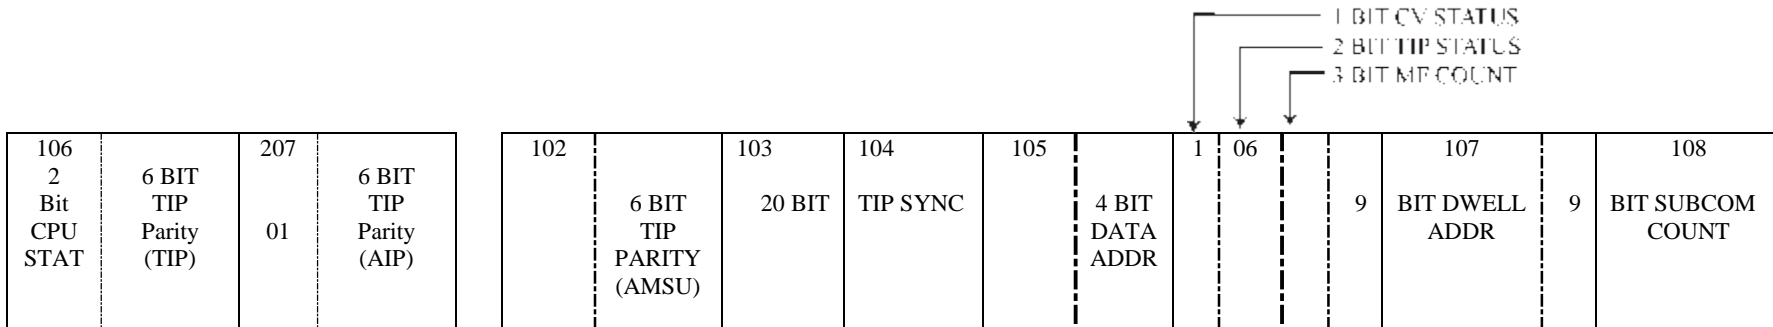 1 BIT CV STATUS
2 BIT TIP STATUS
3 BIT MF COUNT
106
2
Bit
CPU
STAT
6 BIT
TIP
Parity
(TIP)
207
01
6 BIT
TIP
Parity
(AIP)
102
6 BIT
TIP
PARITY
(AMSU)
103
20 BIT
104
TIP SYNC
105
4 BIT
DATA
ADDR
1
06
9
107
BIT DWELL
ADDR
9
108
BIT SUBCOM
COUNT